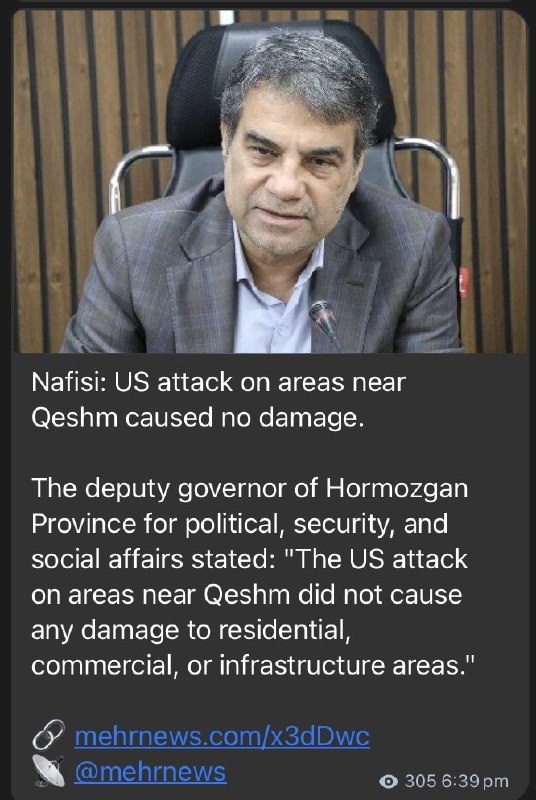 Nafisi: US attack on areas near
Qeshm caused no damage.
The deputy governor of Hormozgan
Province for political, security, and
social affairs stated: "The US attack
on areas near Qeshm did not cause
any damage to residential,
commercial, or infrastructure areas."
mehrnews.com/x3dDwc
@mehrnews
305 6:39 pm